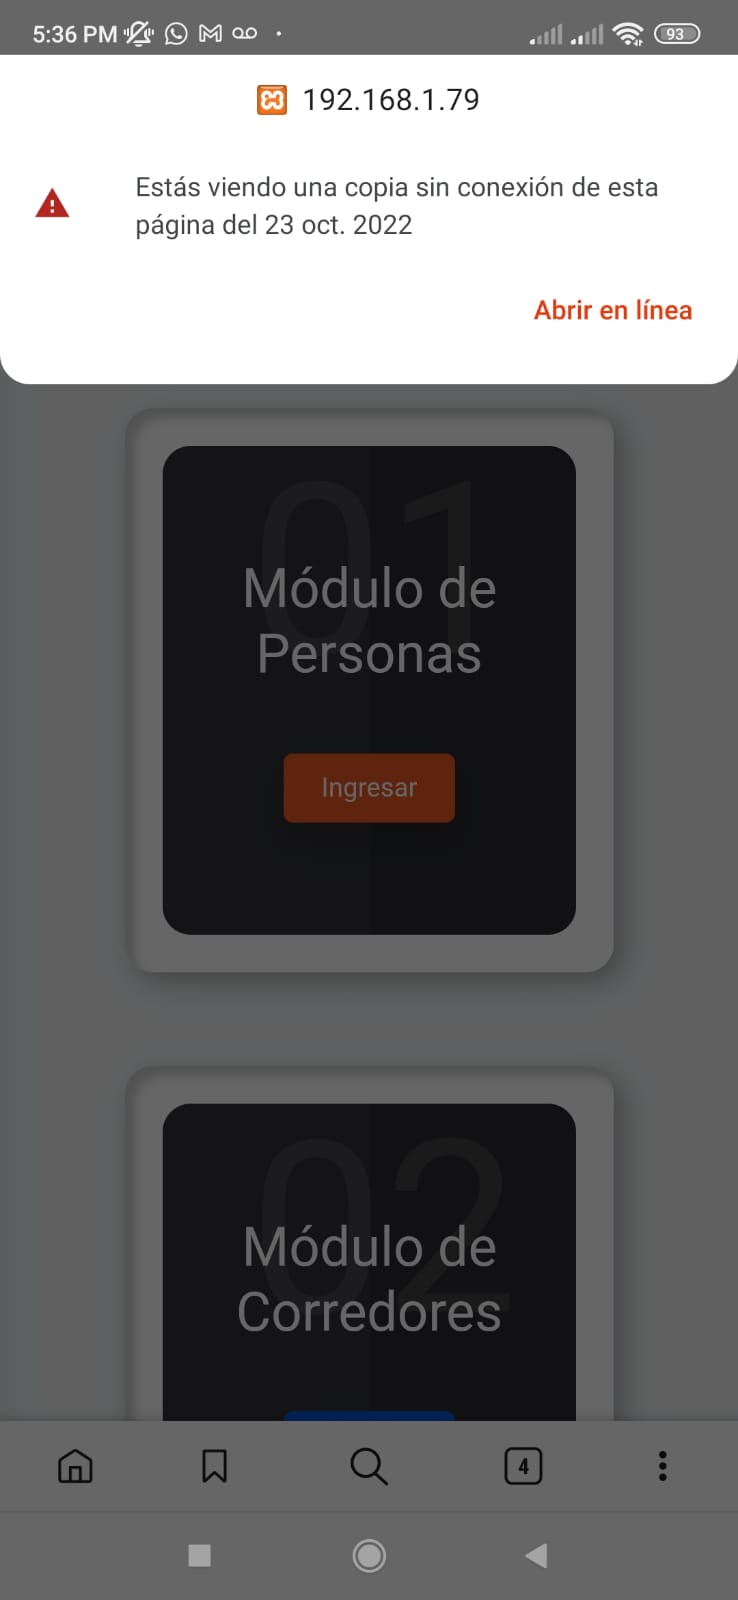 5:36 PM
93
192.168.1.79
Estás viendo una copia sin conexión de esta
página del 23 oct. 2022
Abrir en línea
01
Módulo de
Personas
Ingresar
02
Módulo de
Corredores
4